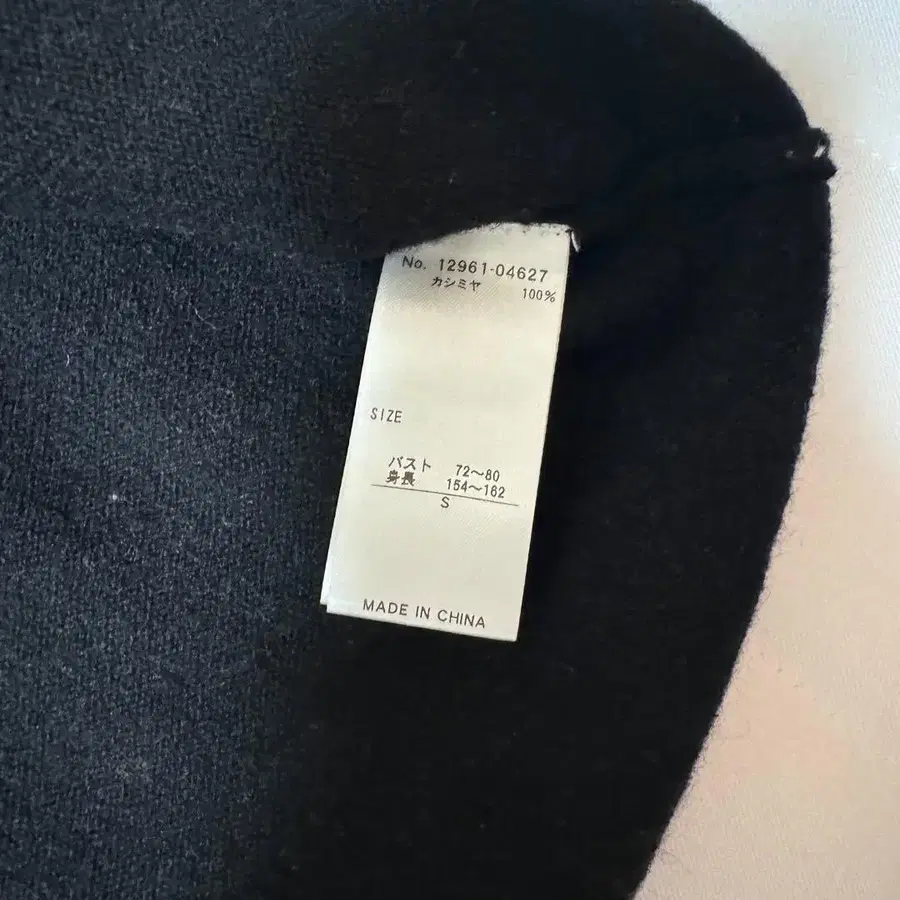 No. 12961-04627
カシミヤ 100%
SIZE
バスト 72～80
身長 154～162
S
MADE IN CHINA